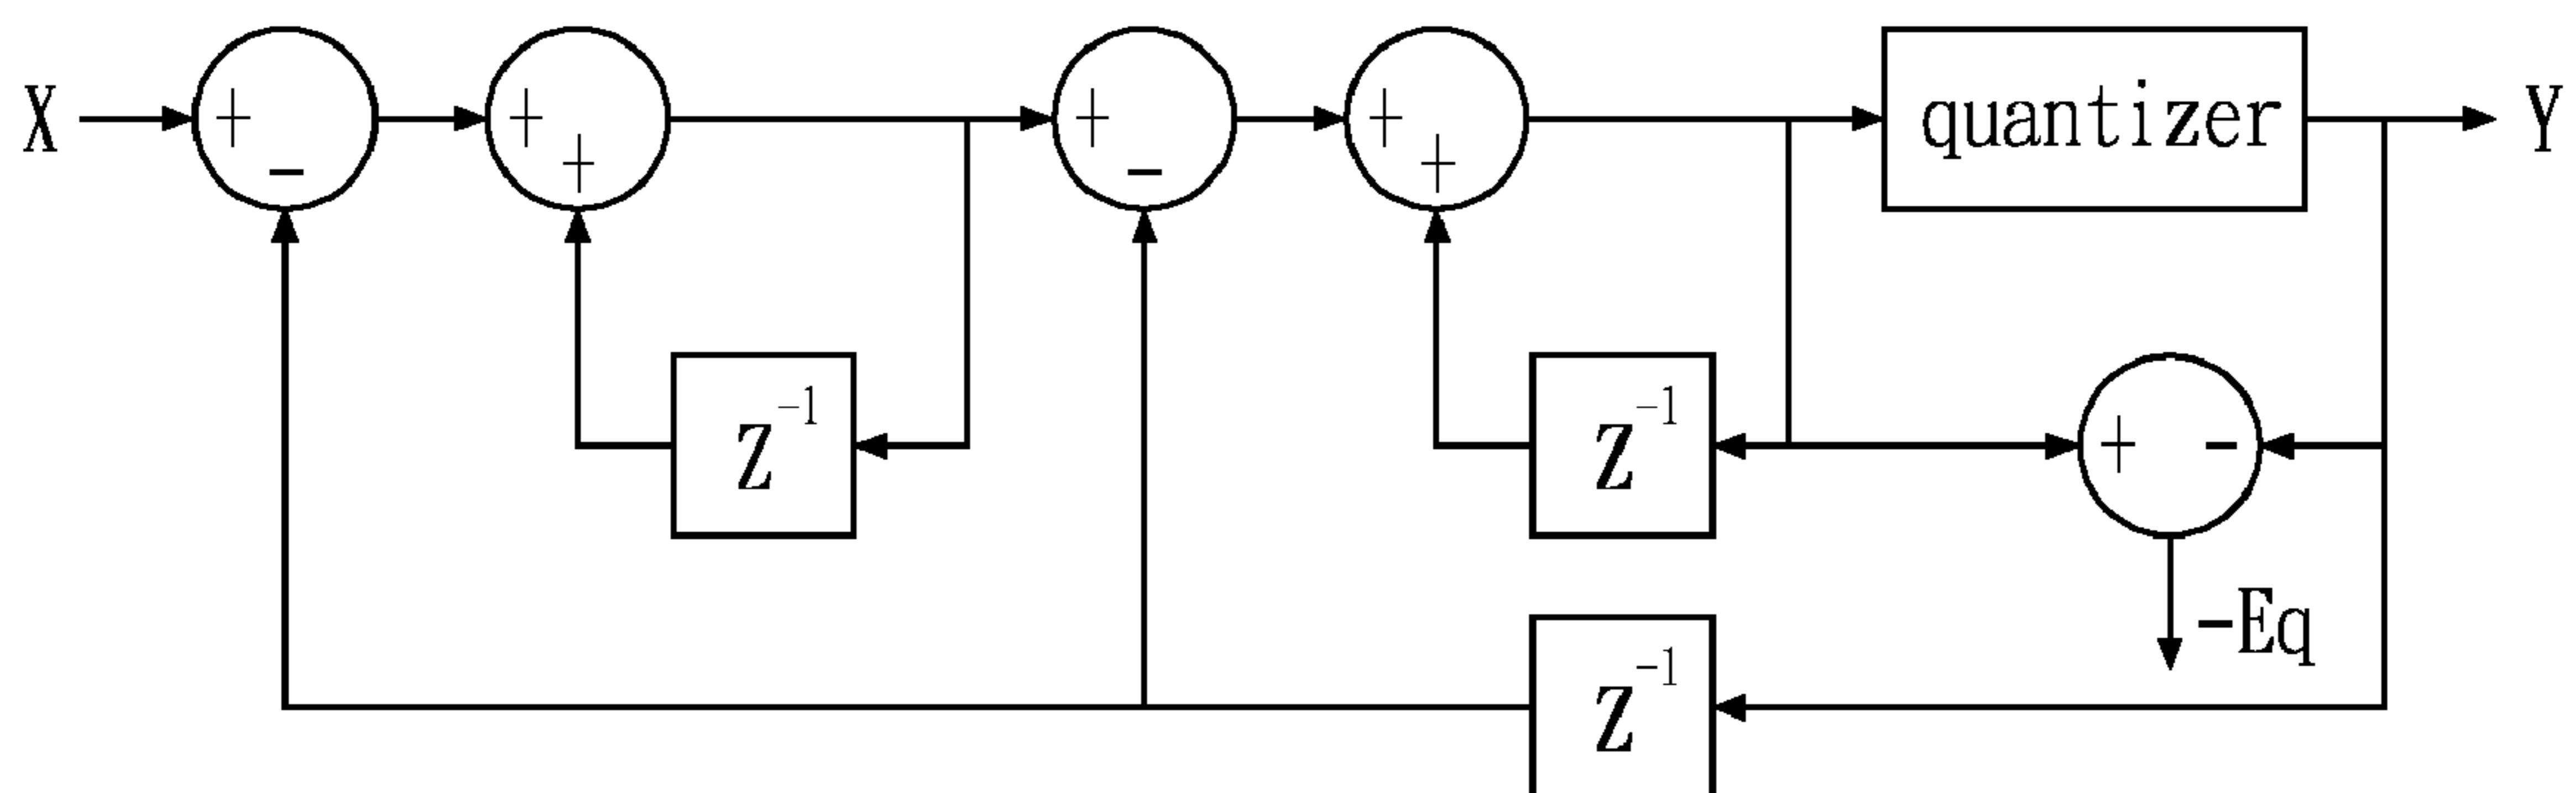 X + - + + + - + + quantizer Y
Z⁻¹ Z⁻¹ + -
-Eq
Z⁻¹